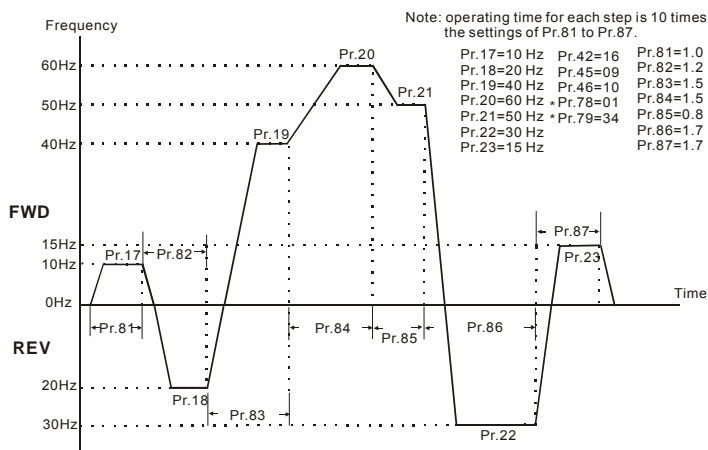 Note: operating time for each step is 10 times
the settings of Pr.81 to Pr.87.
Frequency
Pr.17=10 Hz Pr.42=16 Pr.81=1.0
Pr.18=20 Hz Pr.45=09 Pr.82=1.2
Pr.19=40 Hz Pr.46=10 Pr.83=1.5
Pr.20=60 Hz *Pr.78=01 Pr.84=1.5
Pr.21=50 Hz *Pr.79=34 Pr.85=0.8
Pr.22=30 Hz Pr.86=1.7
Pr.23=15 Hz Pr.87=1.7
Pr.20
60Hz
Pr.21
50Hz
Pr.19
40Hz
FWD
Pr.87
15Hz
Pr.17 Pr.82
Pr.23
10Hz
Time
0Hz
Pr.81 Pr.84 Pr.85 Pr.86
REV
20Hz
Pr.18
Pr.83
30Hz
Pr.22